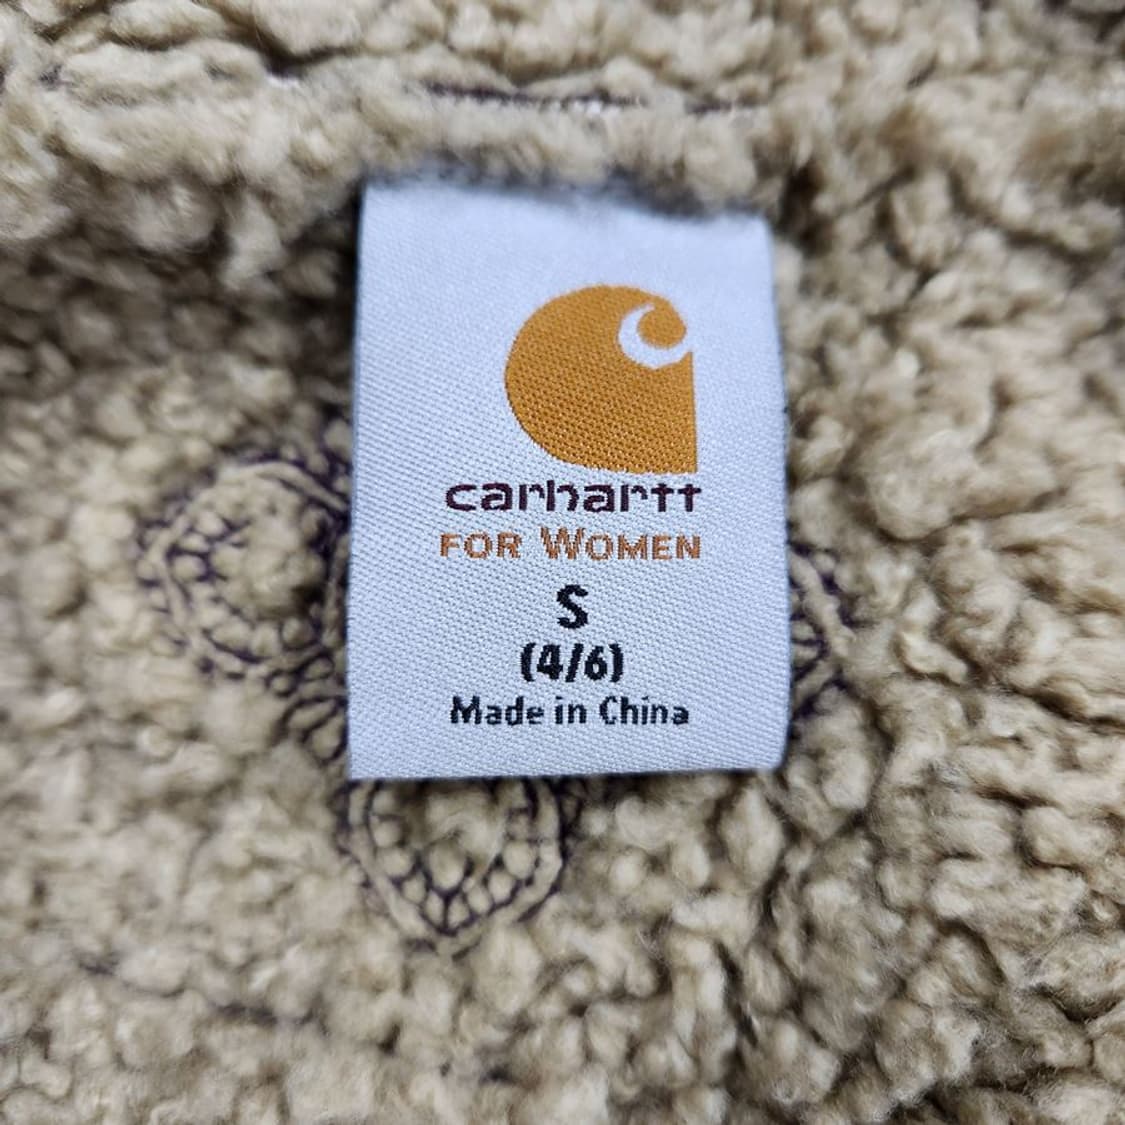 carhartt
FOR WOMEN
S
(4/6)
Made in China